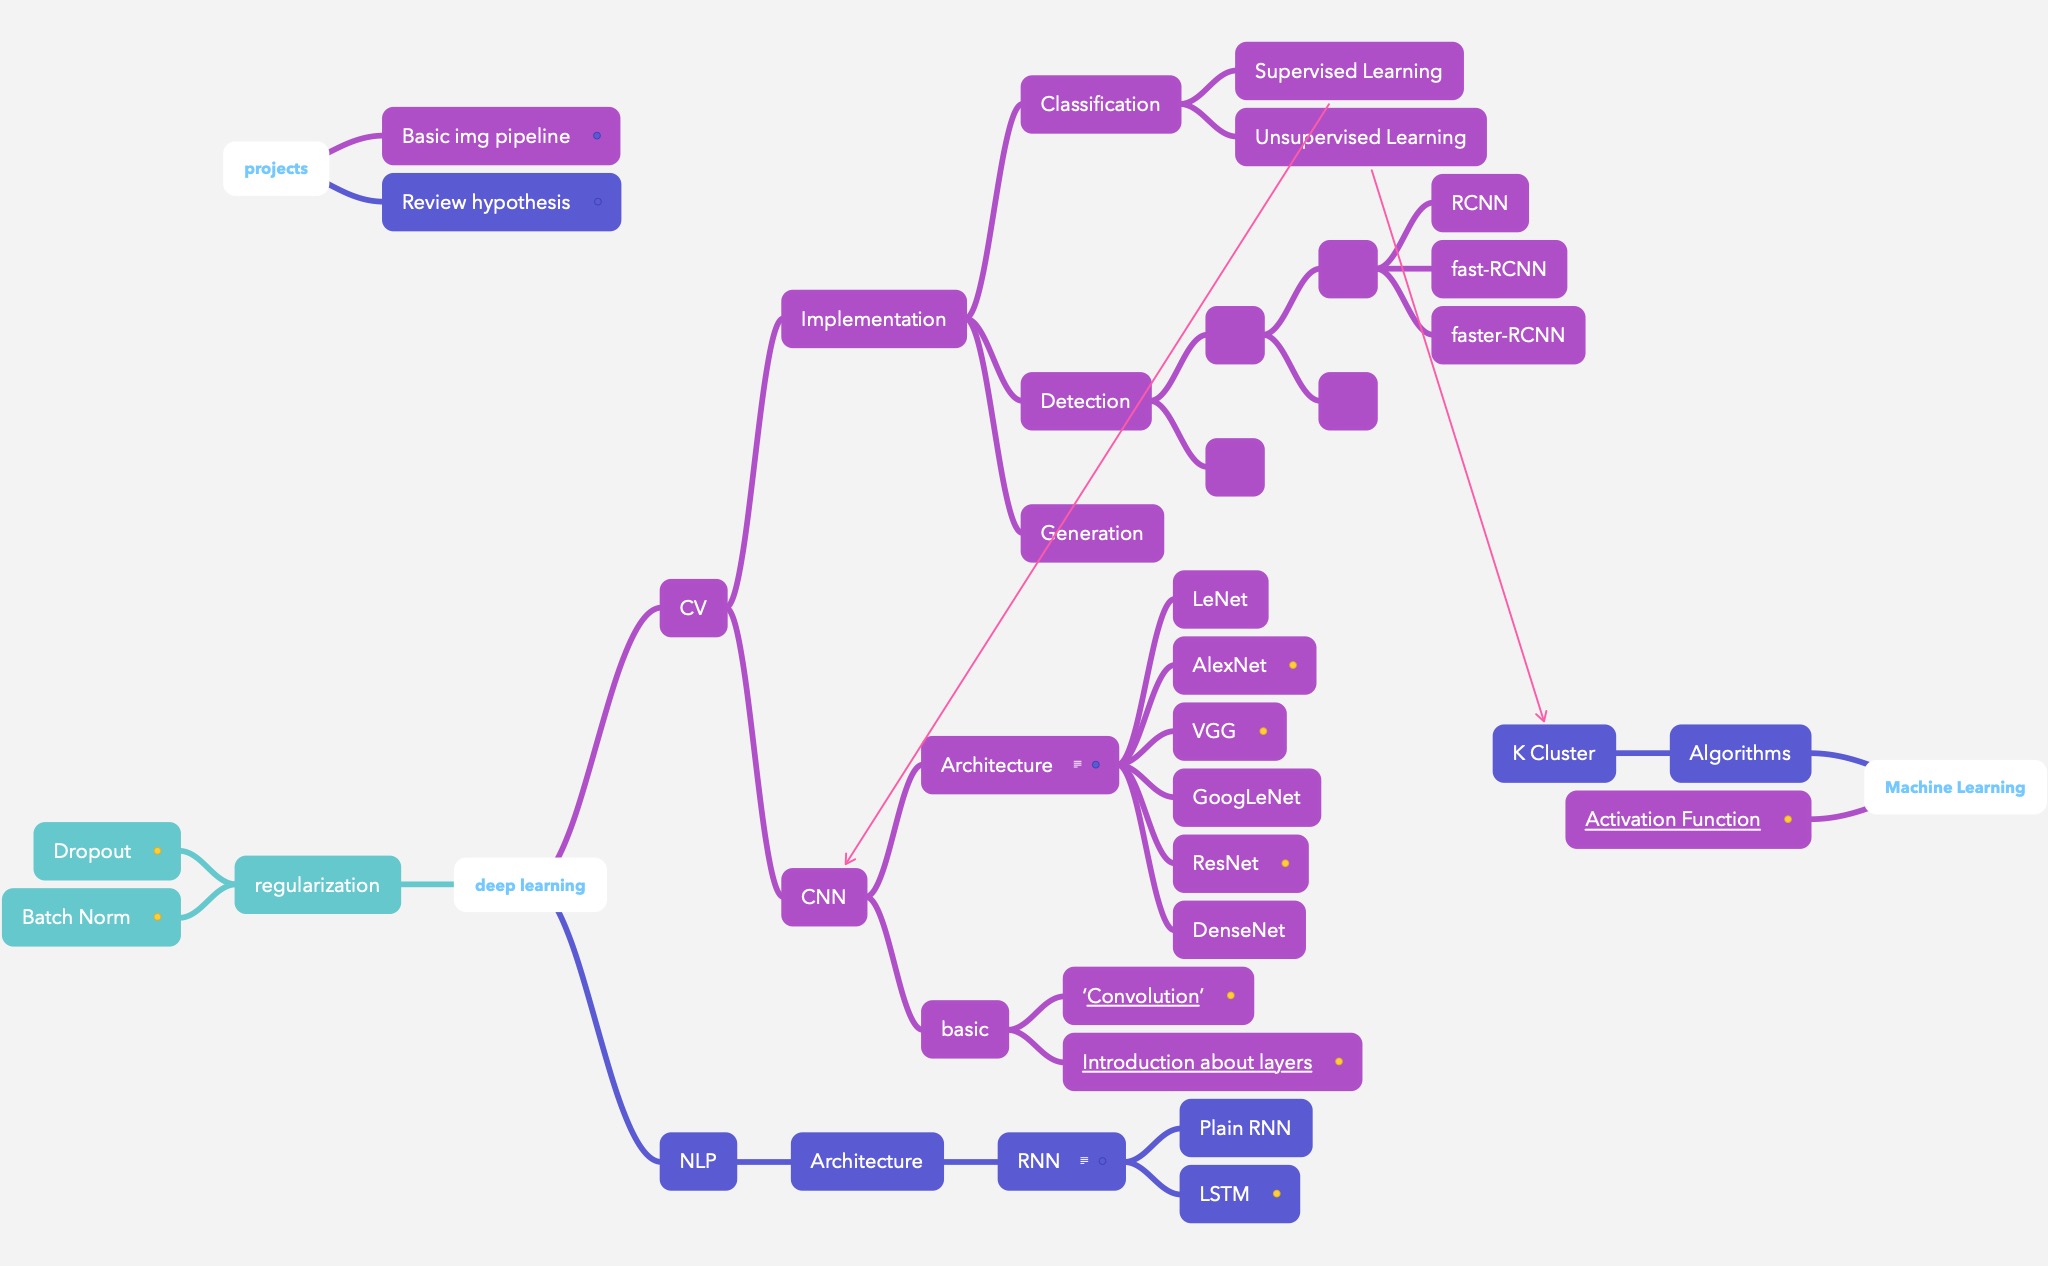 projects
Basic img pipeline
Review hypothesis
Implementation
Classification
Supervised Learning
Unsupervised Learning
Detection
RCNN
fast-RCNN
faster-RCNN
Generation
CV
CNN
Architecture
LeNet
AlexNet
VGG
GoogLeNet
ResNet
DenseNet
basic
‘Convolution’
Introduction about layers
K Cluster
Algorithms
Activation Function
Machine Learning
Dropout
Batch Norm
regularization
deep learning
NLP
Architecture
RNN
Plain RNN
LSTM